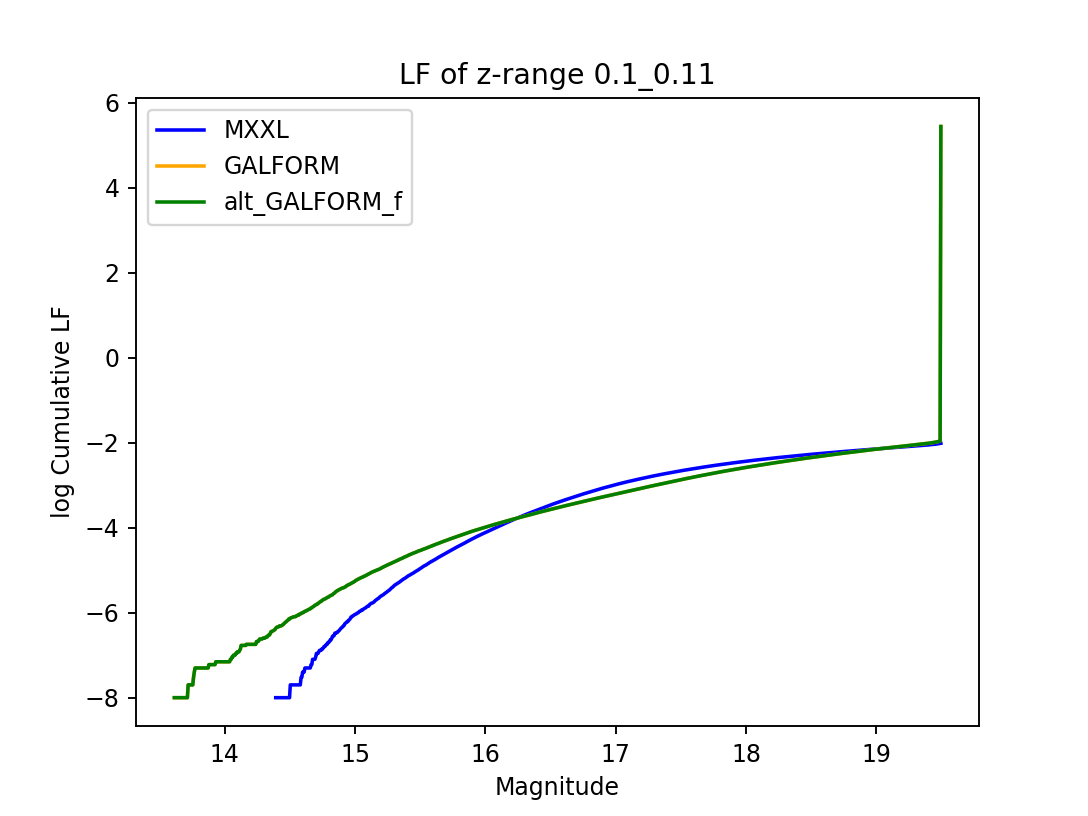 LF of z-range 0.1_0.11
6
4
2
0
−2
−4
−6
−8
log Cumulative LF
MXXL
GALFORM
alt_GALFORM_f
14 15 16 17 18 19
Magnitude